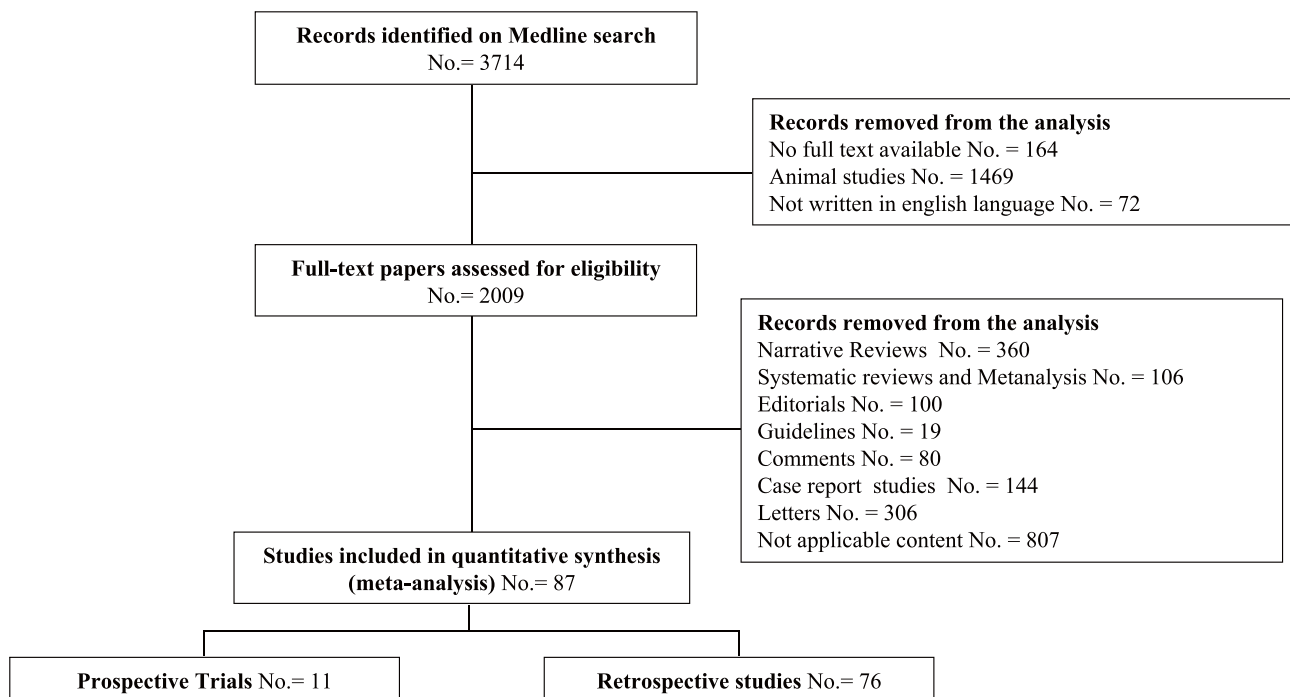 Records identified on Medline search
No.= 3714
Records removed from the analysis
No full text available No. = 164
Animal studies No. = 1469
Not written in english language No. = 72
Full-text papers assessed for eligibility
No.= 2009
Records removed from the analysis
Narrative Reviews No. = 360
Systematic reviews and Metanalysis No. = 106
Editorials No. = 100
Guidelines No. = 19
Comments No. = 80
Case report studies No. = 144
Letters No. = 306
Not applicable content No. = 807
Studies included in quantitative synthesis
(meta-analysis) No.= 87
Prospective Trials No.= 11
Retrospective studies No.= 76